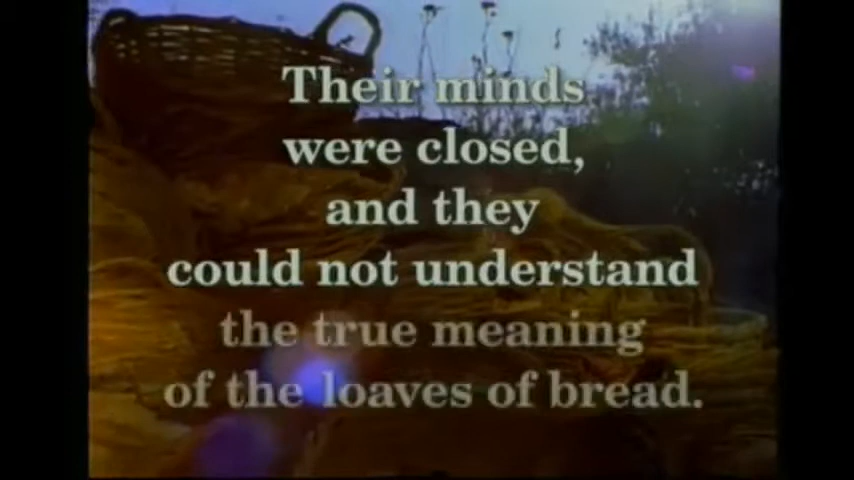 Their minds
were closed,
and they
could not understand
the true meaning
of the loaves of bread.